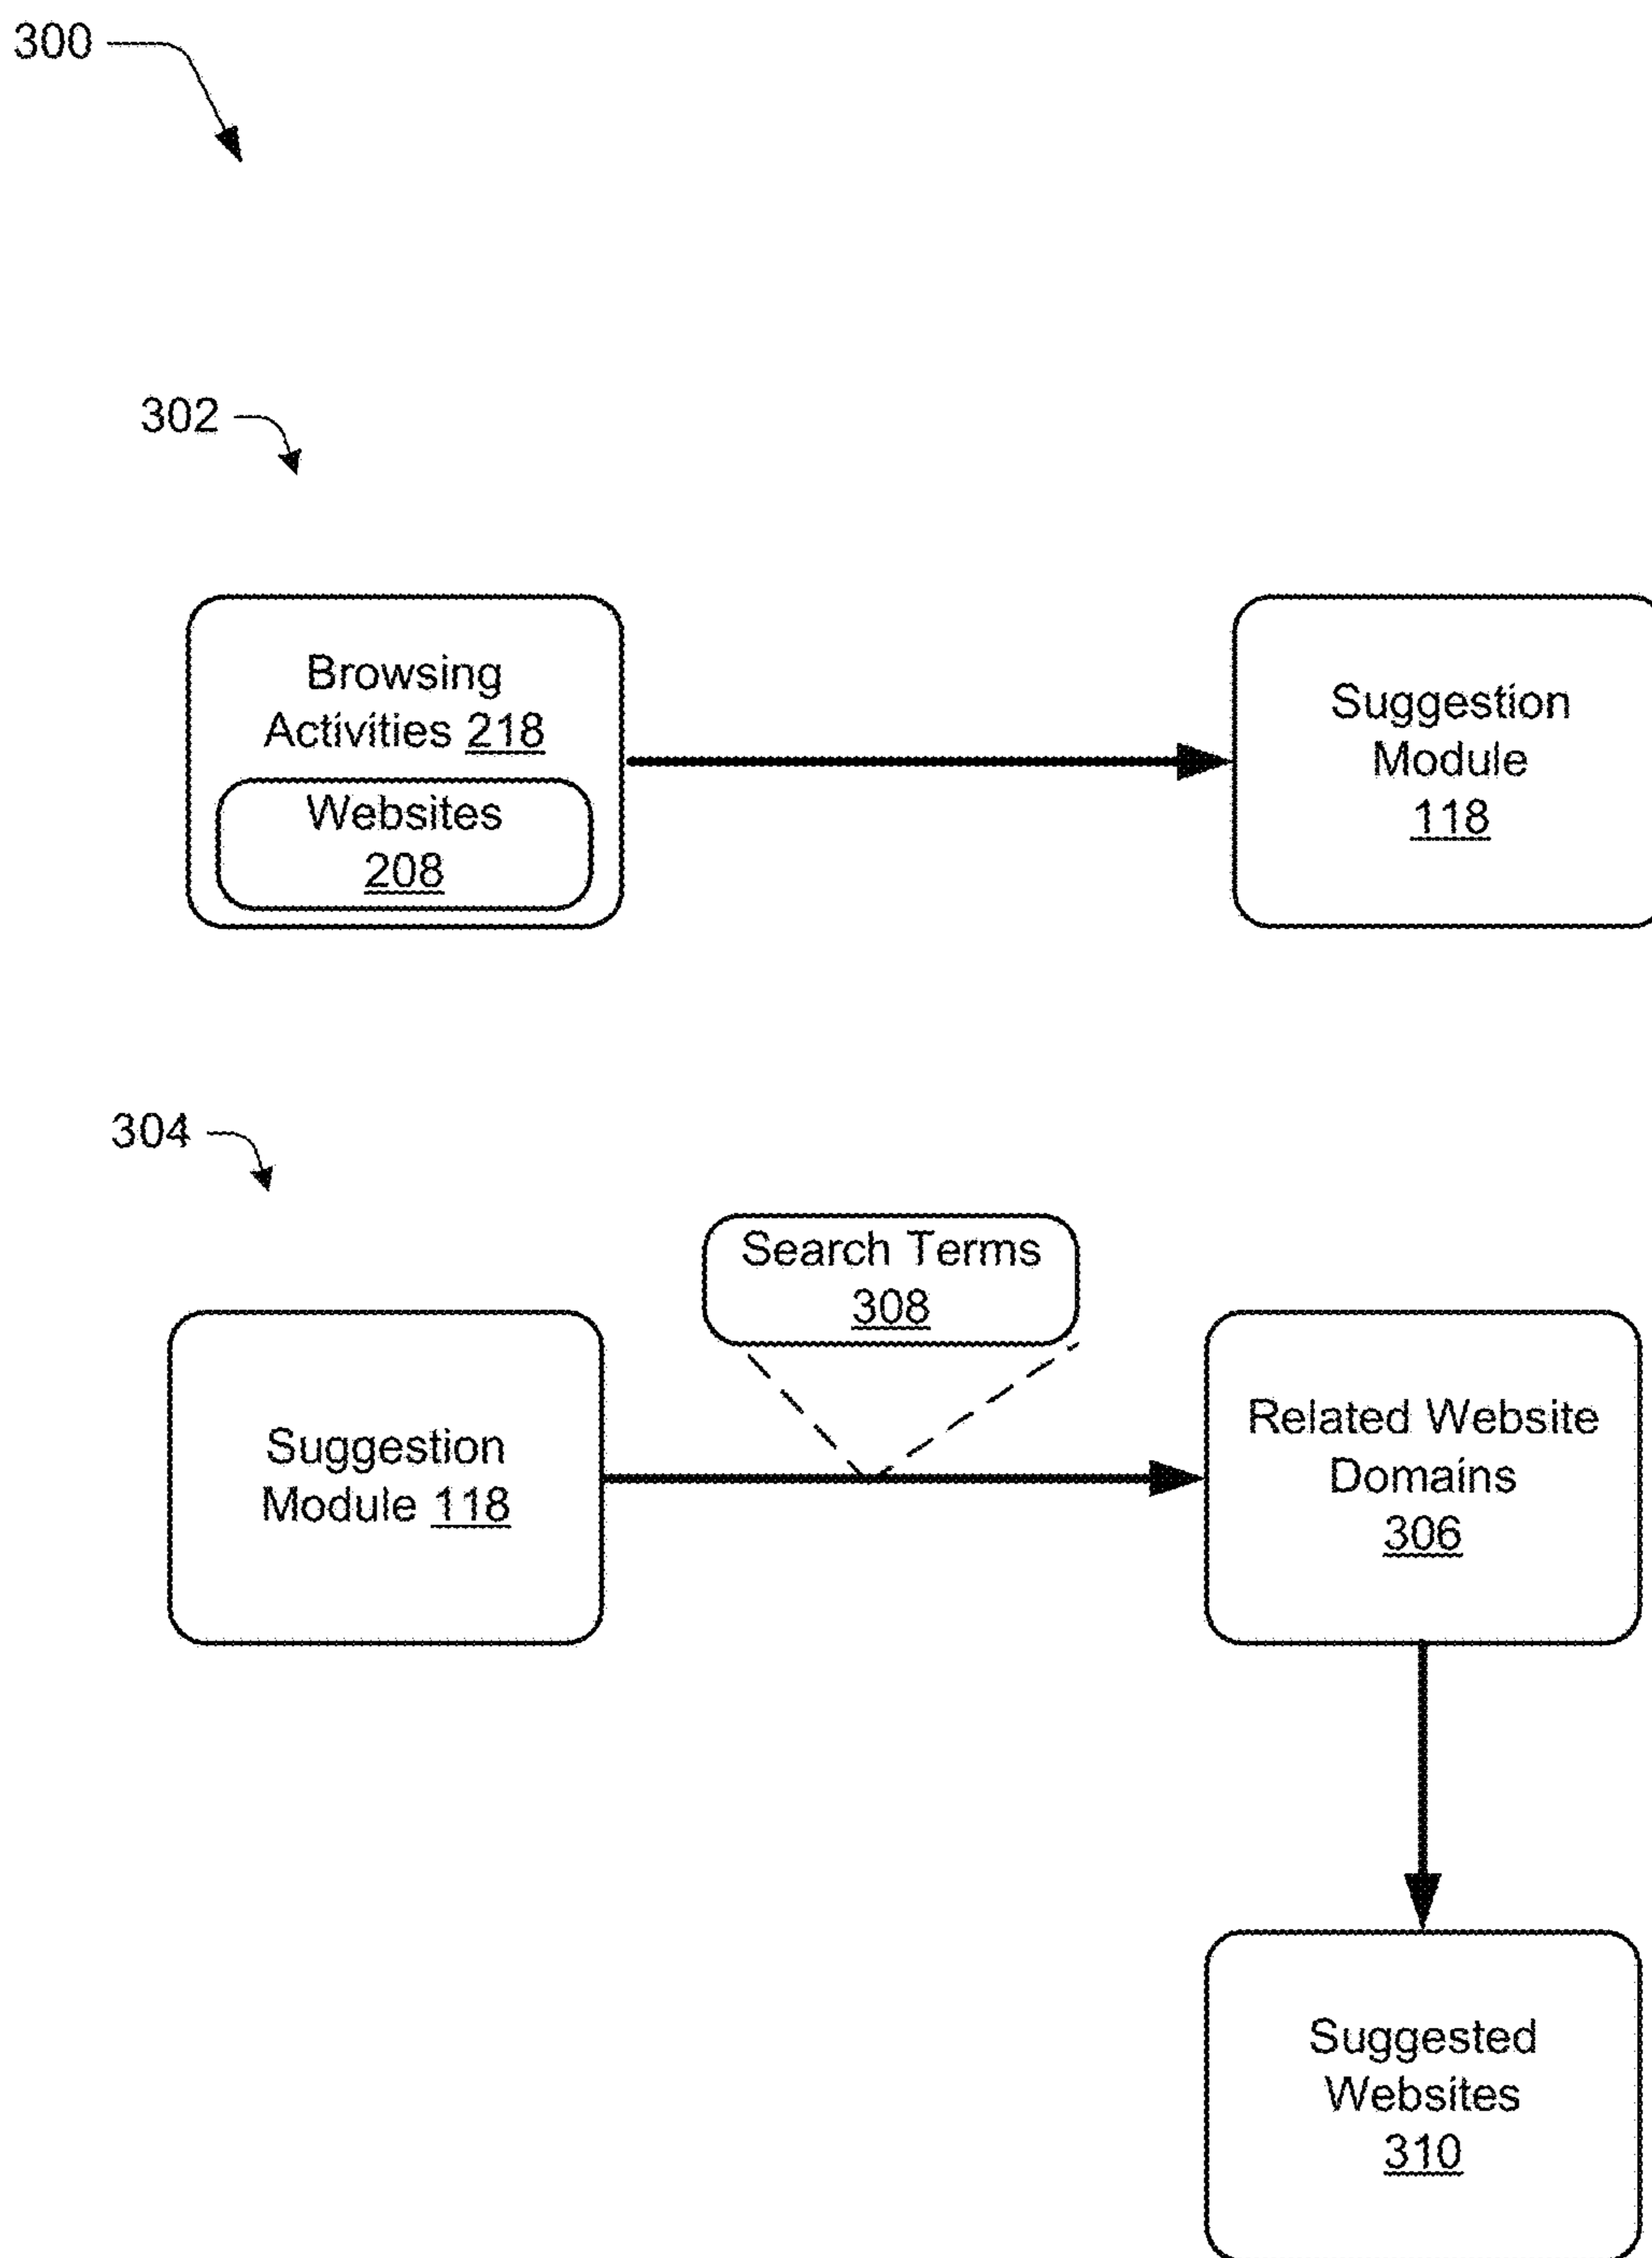 300
302
Browsing
Activities 218
Websites
208
Suggestion
Module
118
304
Search Terms
308
Suggestion
Module 118
Related Website
Domains
306
Suggested
Websites
310